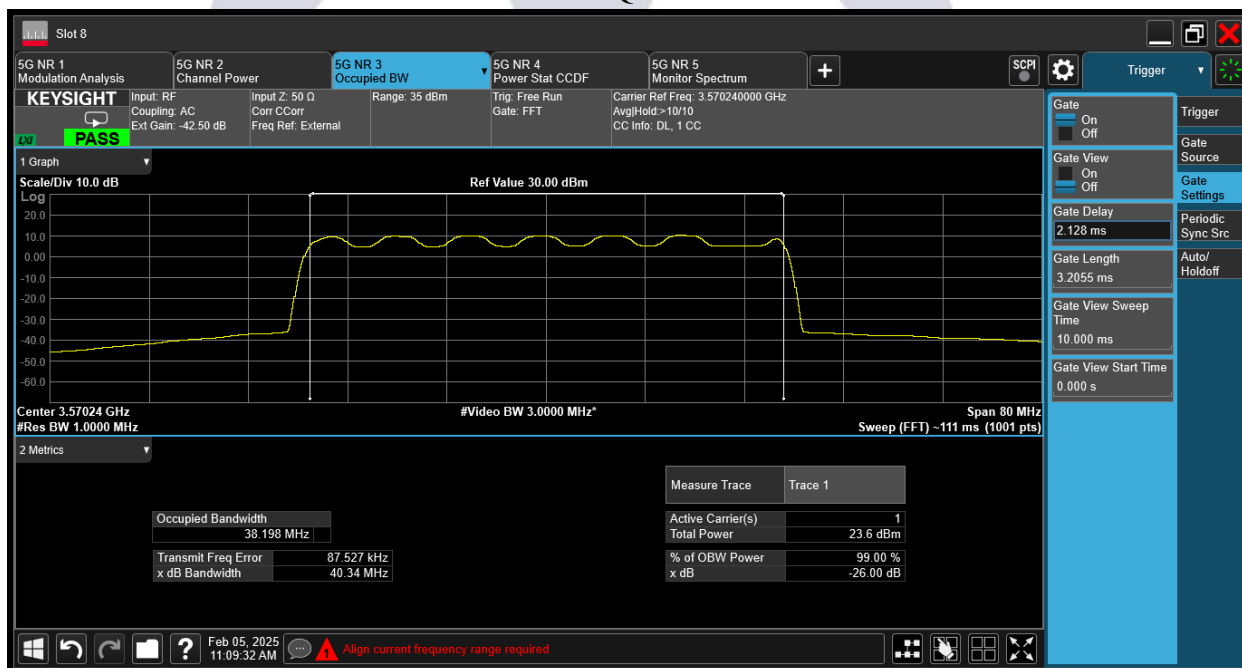 Slot 8
5G NR 1
Modulation Analysis
5G NR 2
Channel Power
5G NR 3
Occupied BW
5G NR 4
Power Stat CCDF
5G NR 5
Monitor Spectrum
SCPI
Trigger
KEYSIGHT
LXI
PASS
Input: RF
Coupling: AC
Ext Gain: -42.50 dB
Input Z: 50 Ω
Corr CCorr
Freq Ref: External
Range: 35 dBm
Trig: Free Run
Gate: FFT
Carrier Ref Freq: 3.570240000 GHz
Avg|Hold:>10/10
CC Info: DL, 1 CC
1 Graph
Scale/Div 10.0 dB
Ref Value 30.00 dBm
Log
20.0
10.0
0.00
-10.0
-20.0
-30.0
-40.0
-50.0
-60.0
Center 3.57024 GHz
#Video BW 3.0000 MHz*
Span 80 MHz
#Res BW 1.0000 MHz
Sweep (FFT) ~111 ms (1001 pts)
2 Metrics
Measure Trace Trace 1
Occupied Bandwidth
38.198 MHz
Transmit Freq Error 87.527 kHz
x dB Bandwidth 40.34 MHz
Active Carrier(s) 1
Total Power 23.6 dBm
% of OBW Power 99.00 %
x dB -26.00 dB
Gate
On
Off
Gate View
On
Off
Gate Delay
2.128 ms
Gate Length
3.2055 ms
Gate View Sweep
Time
10.000 ms
Gate View Start Time
0.000 s
Trigger
Gate
Source
Gate
Settings
Periodic
Sync Src
Auto/
Holdoff
?
Feb 05, 2025
11:09:32 AM
1
Align current frequency range required